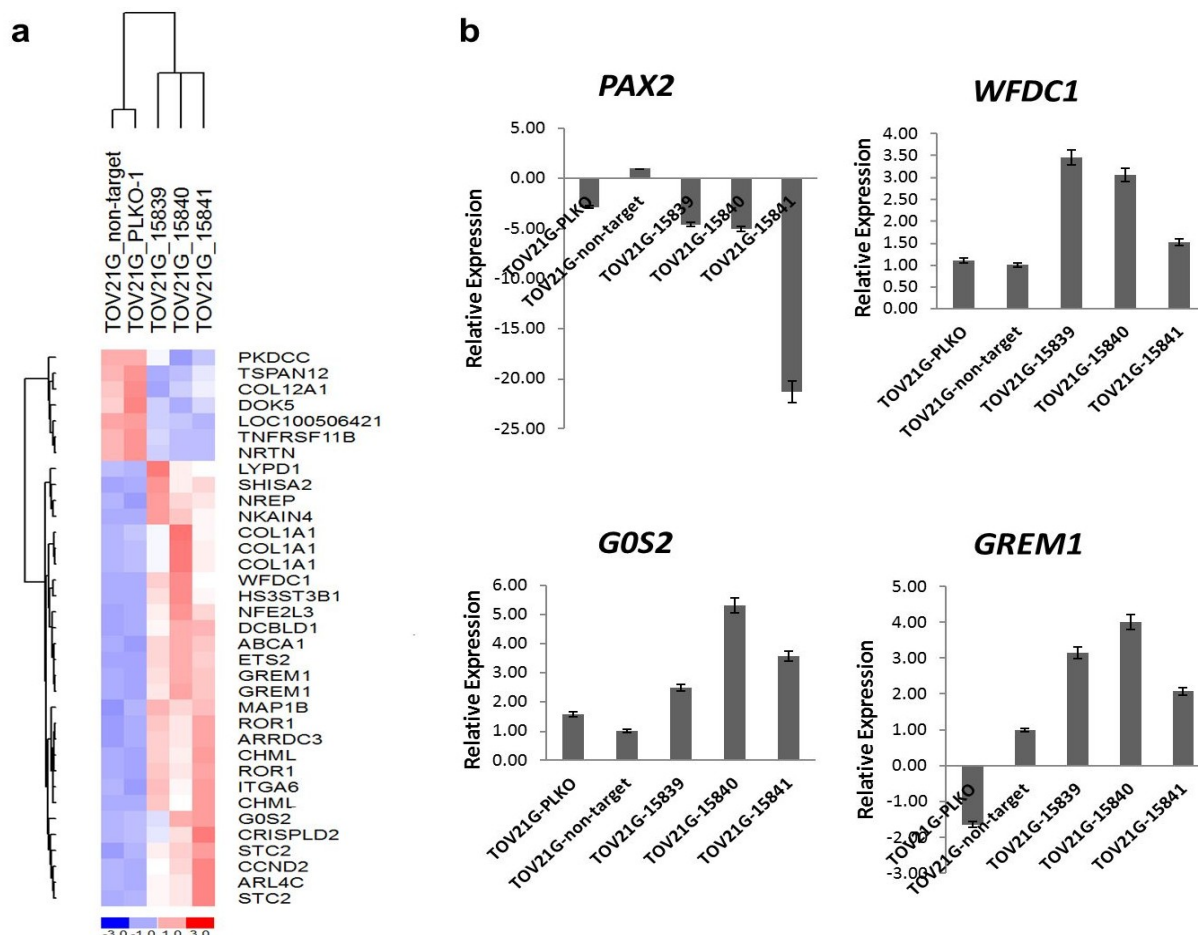 a
b
TOV21G_non-target
TOV21G_PLKO-1
TOV21G_15839
TOV21G_15840
TOV21G_15841
PKDCC
TSPAN12
COL12A1
DOK5
LOC100506421
TNFRSF11B
NRTN
LYPD1
SHISA2
NREP
NKAIN4
COL1A1
COL1A1
COL1A1
WFDC1
HS3ST3B1
NFE2L3
DCBLD1
ABCA1
ETS2
GREM1
GREM1
MAP1B
ROR1
ARRDC3
CHML
ROR1
ITGA6
CHML
G0S2
CRISPLD2
STC2
CCND2
ARL4C
STC2
-3.0 -1.0 1.0 3.0
PAX2
Relative Expression
5.00
0.00
-5.00
-10.00
-15.00
-20.00
-25.00
TOV21G-PLKO
TOV21G-non-target
TOV21G-15839
TOV21G-15840
TOV21G-15841
WFDC1
Relative Expression
4.00
3.50
3.00
2.50
2.00
1.50
1.00
0.50
0.00
TOV21G-PLKO
TOV21G-non-target
TOV21G-15839
TOV21G-15840
TOV21G-15841
G0S2
Relative Expression
6.00
5.00
4.00
3.00
2.00
1.00
0.00
TOV21G-PLKO
TOV21G-non-target
TOV21G-15839
TOV21G-15840
TOV21G-15841
GREM1
Relative Expression
5.00
4.00
3.00
2.00
1.00
0.00
-1.00
-2.00
-3.00
TOV21G-PLKO
TOV21G-non-target
TOV21G-15839
TOV21G-15840
TOV21G-15841